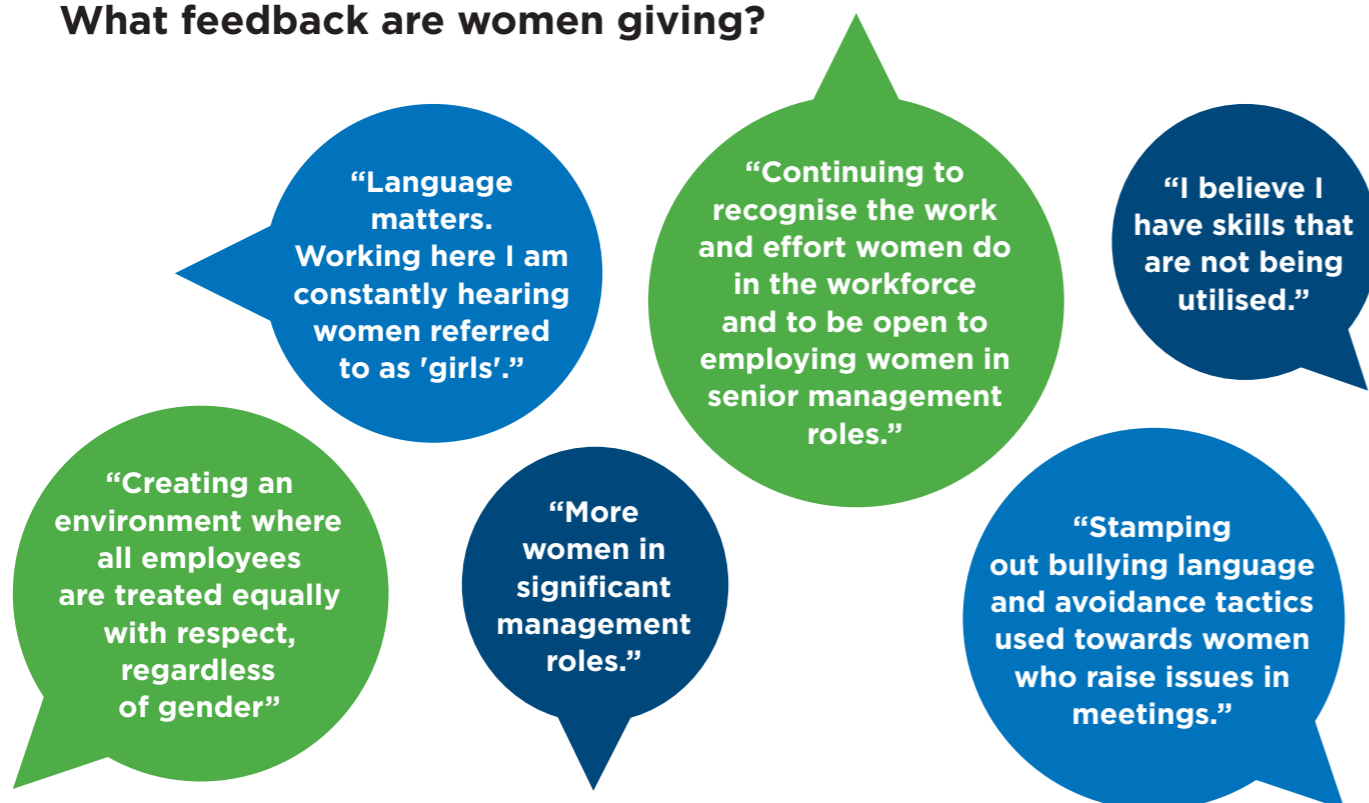 What feedback are women giving?
“Language
matters.
Working here I am
constantly hearing
women referred
to as 'girls'.”
“Continuing to
recognise the work
and effort women do
in the workforce
and to be open to
employing women in
senior management
roles.”
“I believe I
have skills that
are not being
utilised.”
“Creating an
environment where
all employees
are treated equally
with respect,
regardless
of gender”
“More
women in
significant
management
roles.”
“Stamping
out bullying language
and avoidance tactics
used towards women
who raise issues in
meetings.”